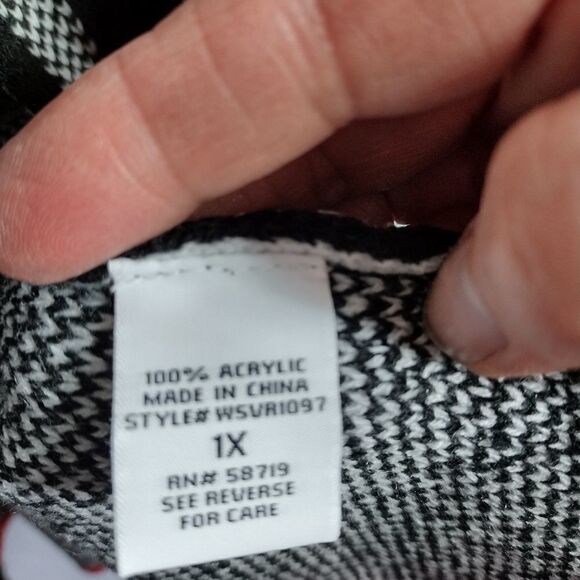 100% ACRYLIC
MADE IN CHINA
STYLE# WSVR1097
1X
RN# 58719
SEE REVERSE
FOR CARE